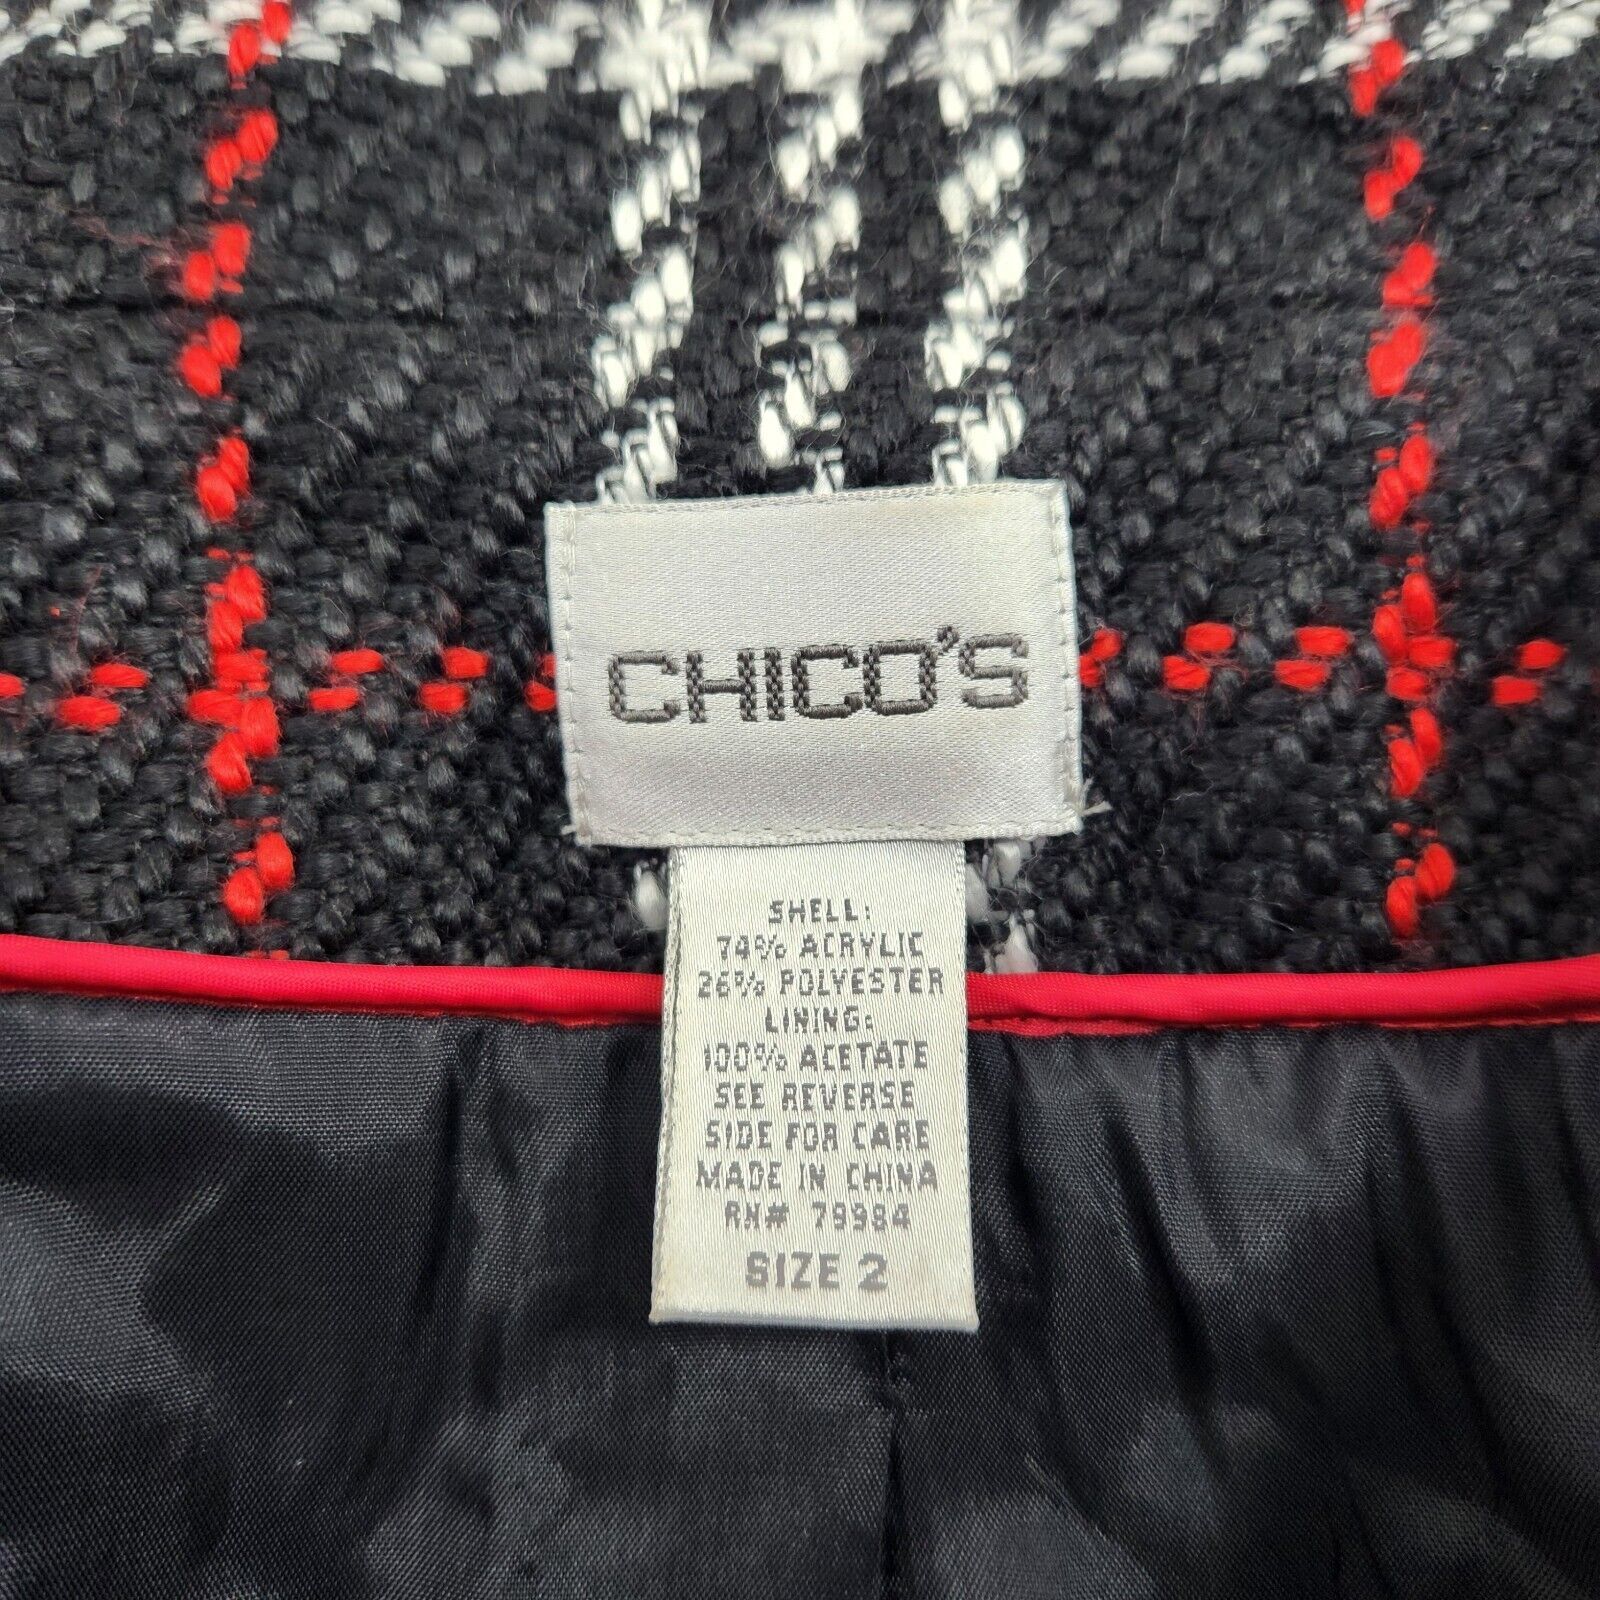 CHICO'S
SHELL:
74% ACRYLIC
26% POLYESTER
LINING:
100% ACETATE
SEE REVERSE
SIDE FOR CARE
MADE IN CHINA
RN# 79984
SIZE 2